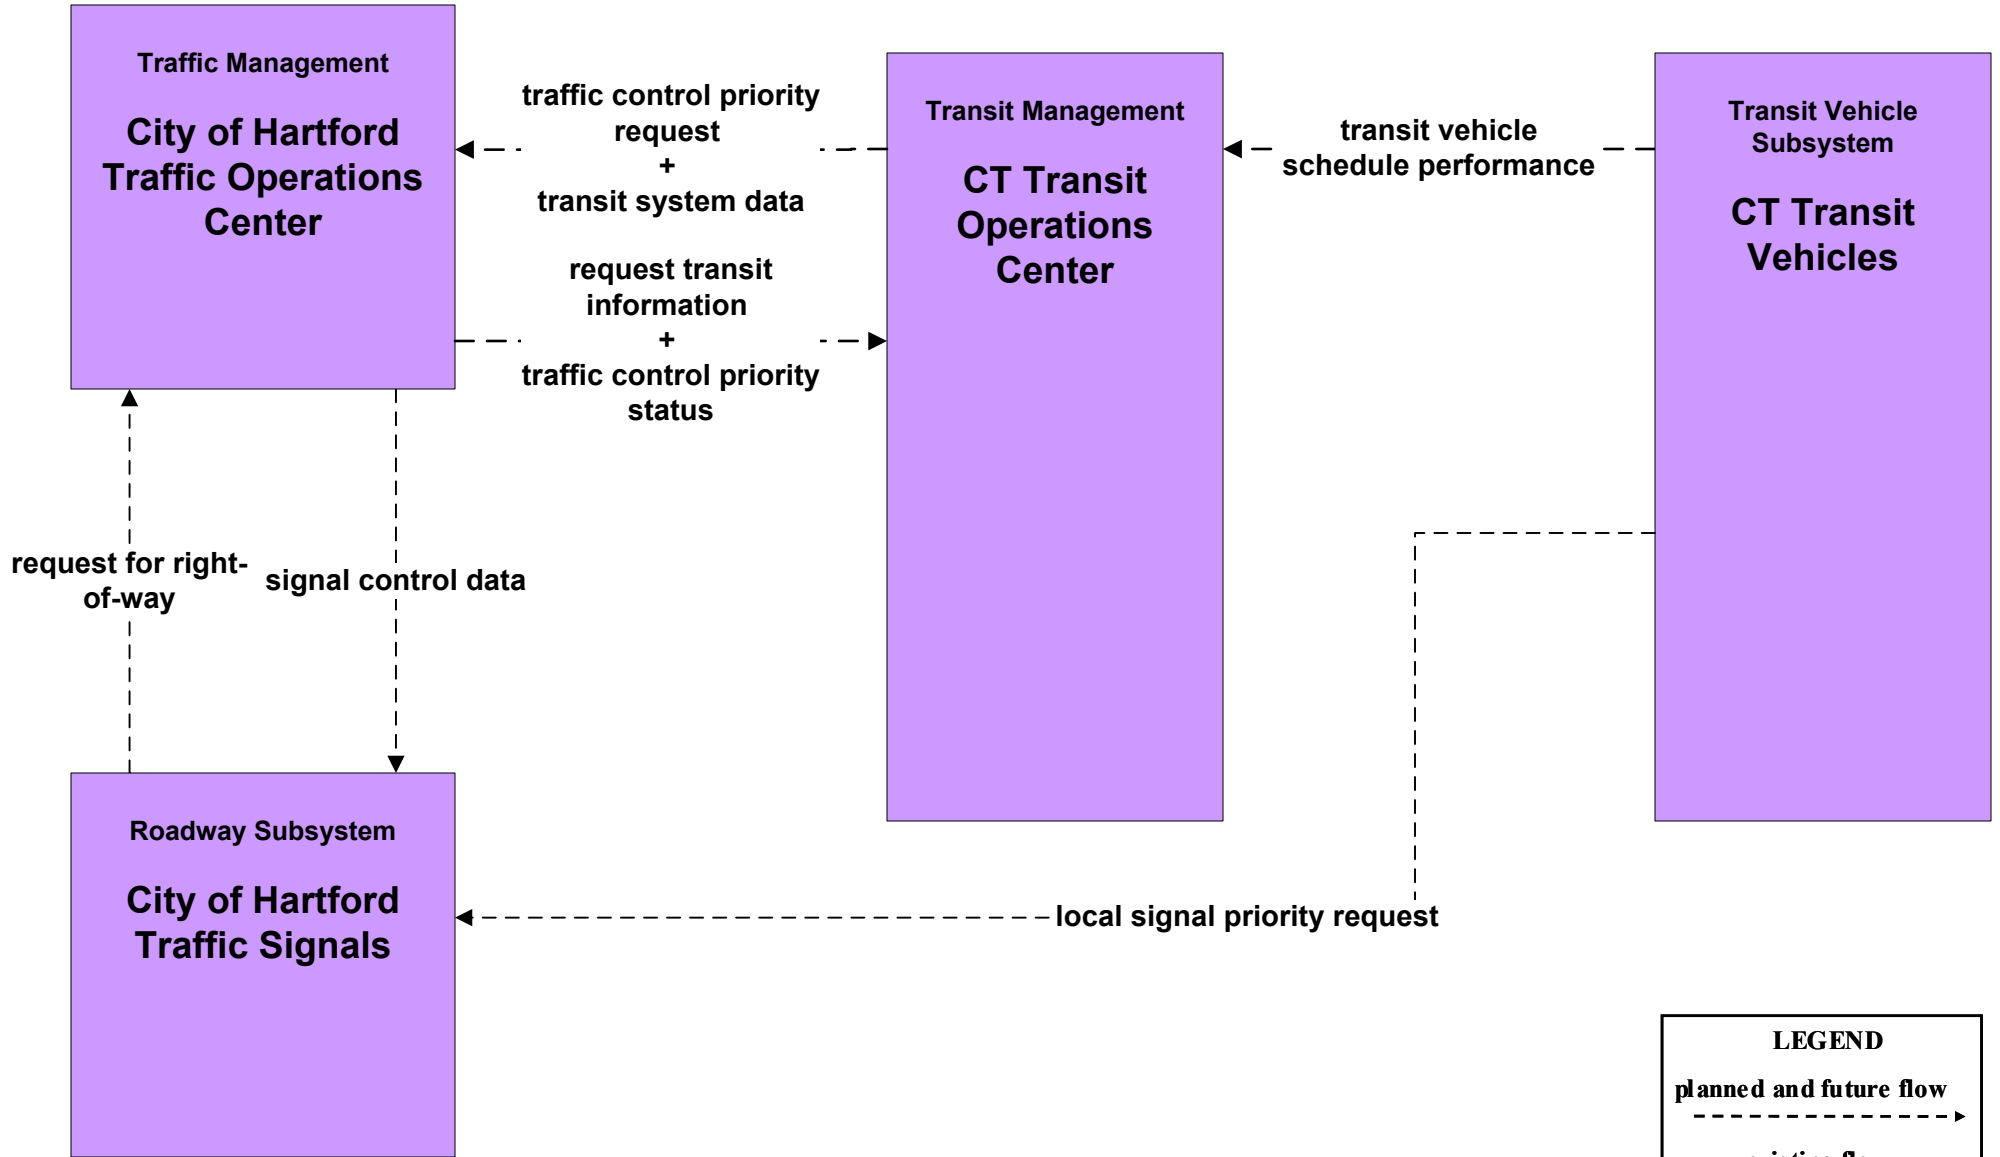 Traffic Management
City of Hartford
Traffic Operations
Center
traffic control priority
request
+
transit system data
request transit
information
+
traffic control priority
status
Transit Management
CT Transit
Operations
Center
transit vehicle
schedule performance
Transit Vehicle
Subsystem
CT Transit
Vehicles
request for right-
of-way
signal control data
Roadway Subsystem
City of Hartford
Traffic Signals
local signal priority request
LEGEND
planned and future flow